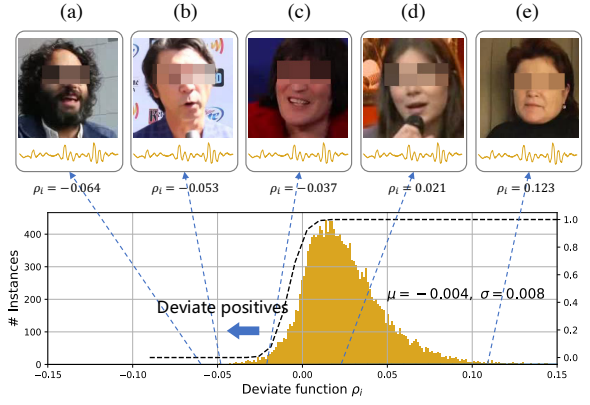 (a) (b) (c) (d) (e)
ρᵢ = −0.064 ρᵢ = −0.053 ρᵢ = −0.037 ρᵢ = 0.021 ρᵢ = 0.123
400
300
200
100
0
# Instances
1.0
0.8
0.6
0.4
0.2
0.0
μ = −0.004, σ = 0.008
Deviate positives
−0.15 −0.10 −0.05 0.00 0.05 0.10 0.15
Deviate function ρᵢ